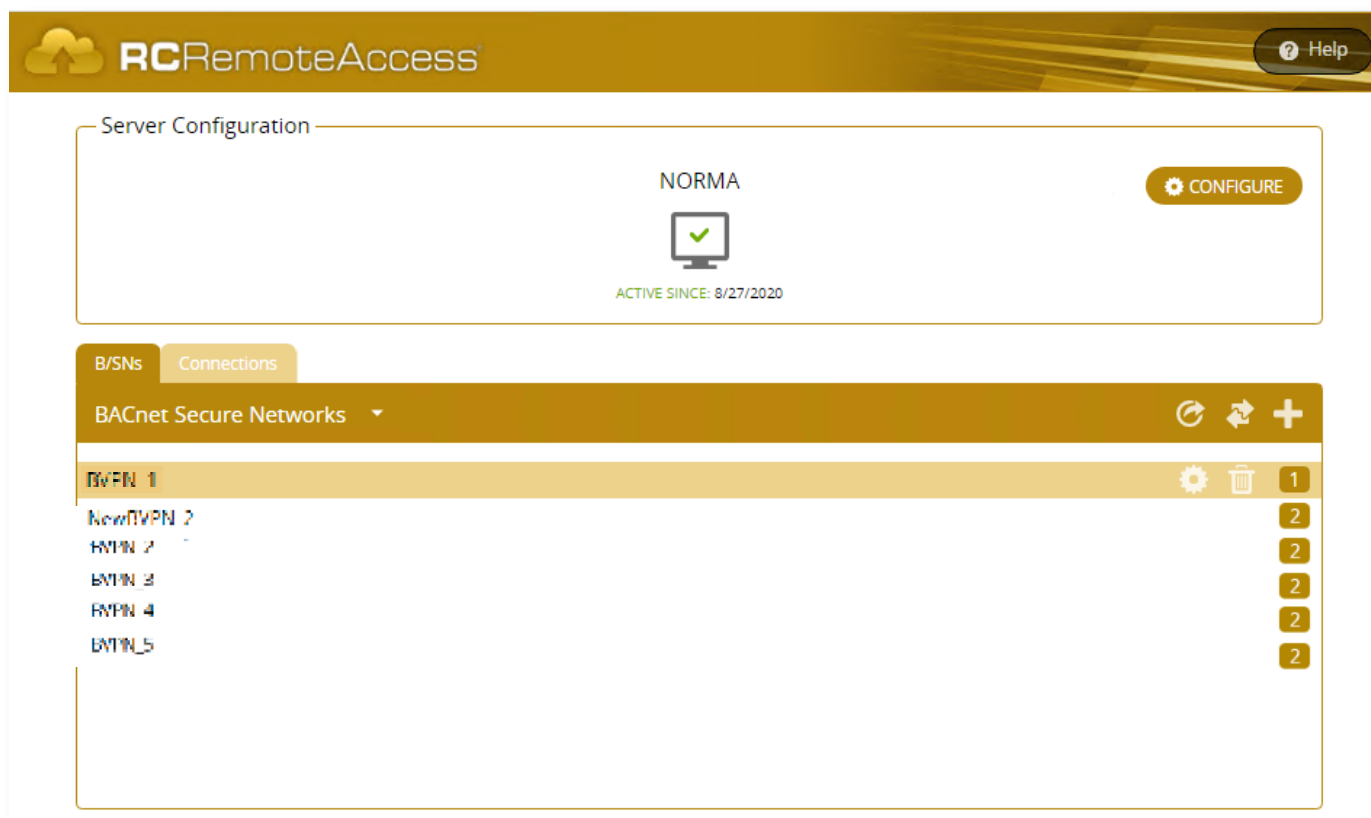 RCRemoteAccess
Help
Server Configuration
NORMA
CONFIGURE
ACTIVE SINCE: 8/27/2020
B/SNs Connections
BACnet Secure Networks
BVPN_1 1
NewBVPN_2 2
BVPN_2 2
BVPN_3 2
BVPN_4 2
BVPN_5 2